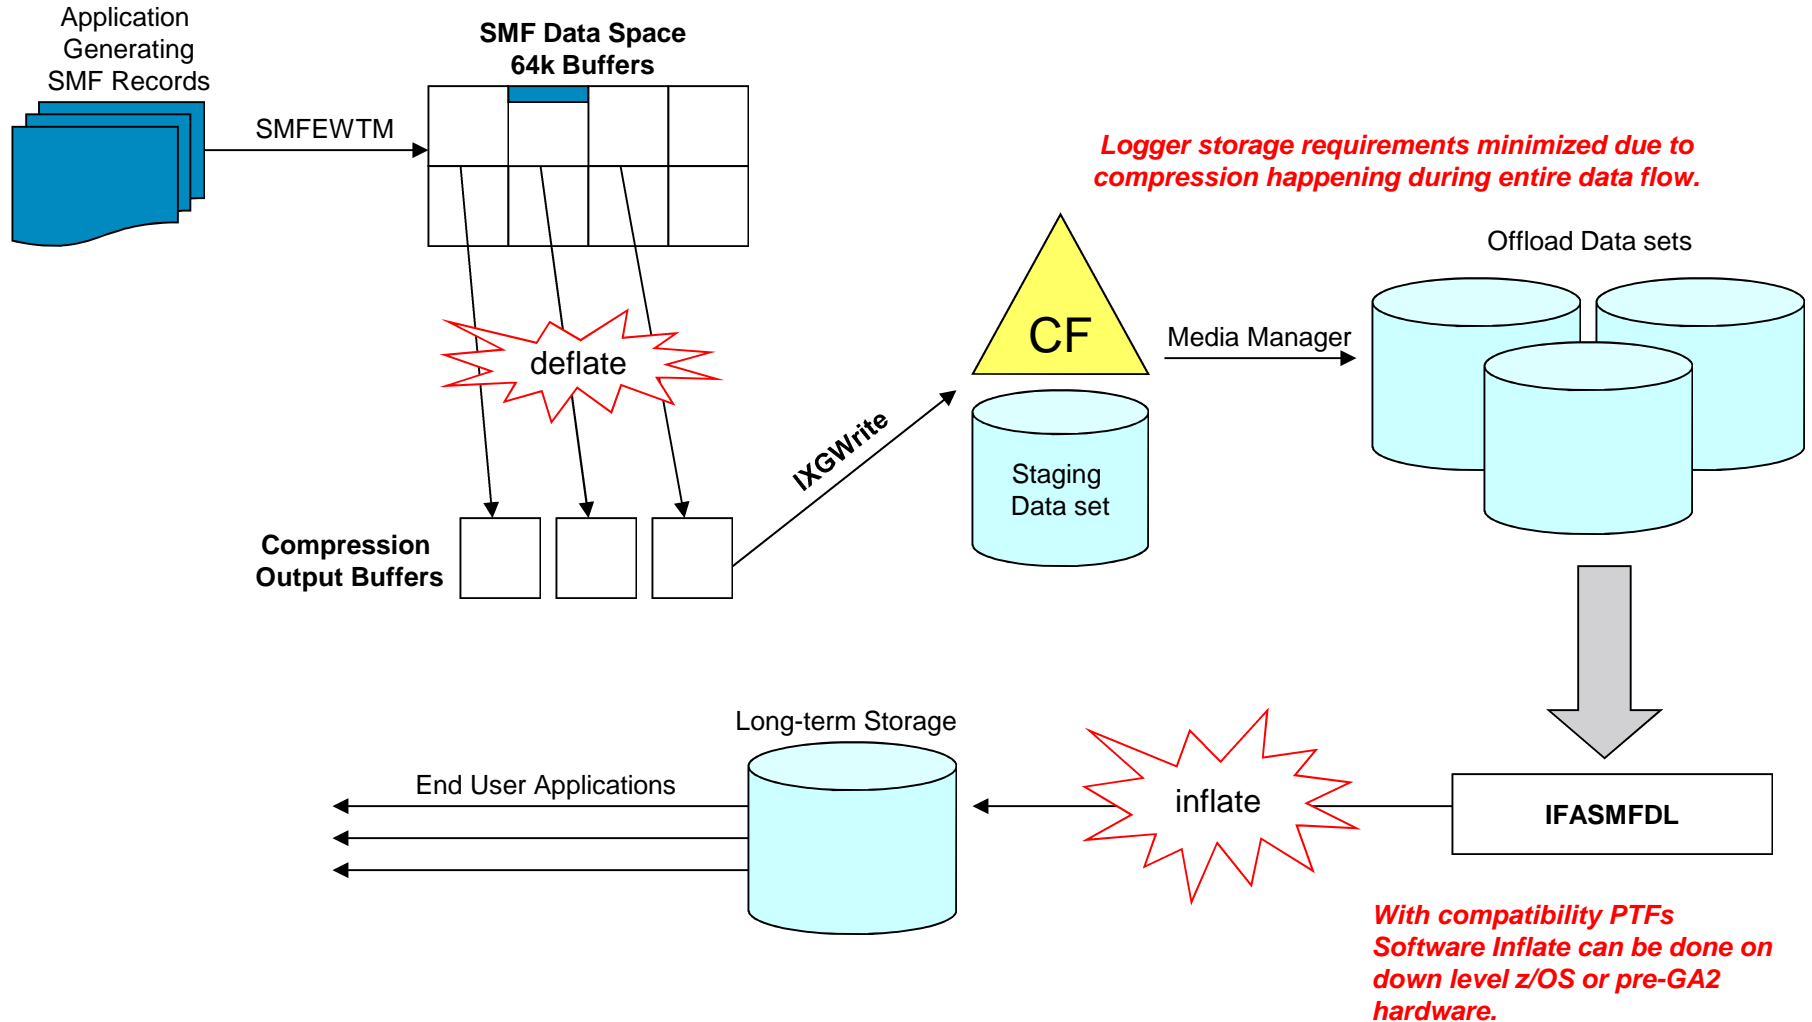 Application
Generating
SMF Records
SMF Data Space
64k Buffers
SMFEWTM
Logger storage requirements minimized due to
compression happening during entire data flow.
Offload Data sets
CF
Media Manager
deflate
IXGWrite
Staging
Data set
Compression
Output Buffers
Long-term Storage
End User Applications
inflate
IFASMFDL
With compatibility PTFs
Software Inflate can be done on
down level z/OS or pre-GA2
hardware.